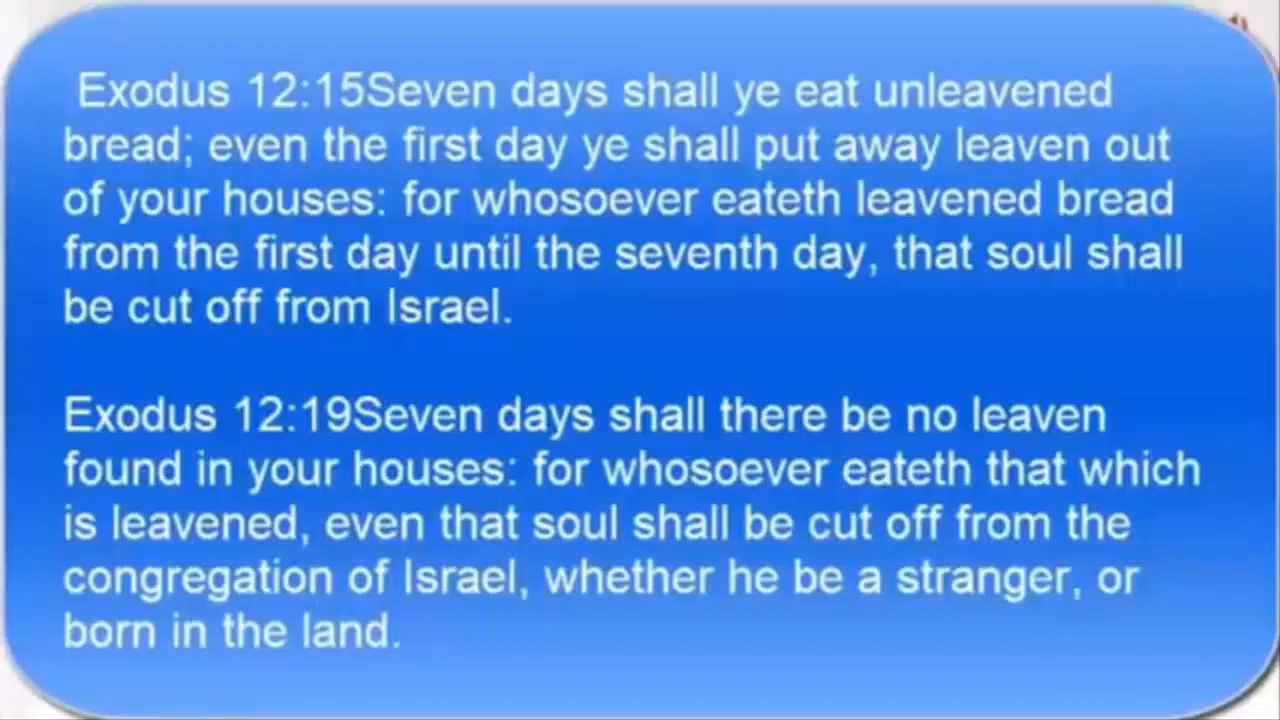 Exodus 12:15Seven days shall ye eat unleavened
bread; even the first day ye shall put away leaven out
of your houses: for whosoever eateth leavened bread
from the first day until the seventh day, that soul shall
be cut off from Israel.
Exodus 12:19Seven days shall there be no leaven
found in your houses: for whosoever eateth that which
is leavened, even that soul shall be cut off from the
congregation of Israel, whether he be a stranger, or
born in the land.